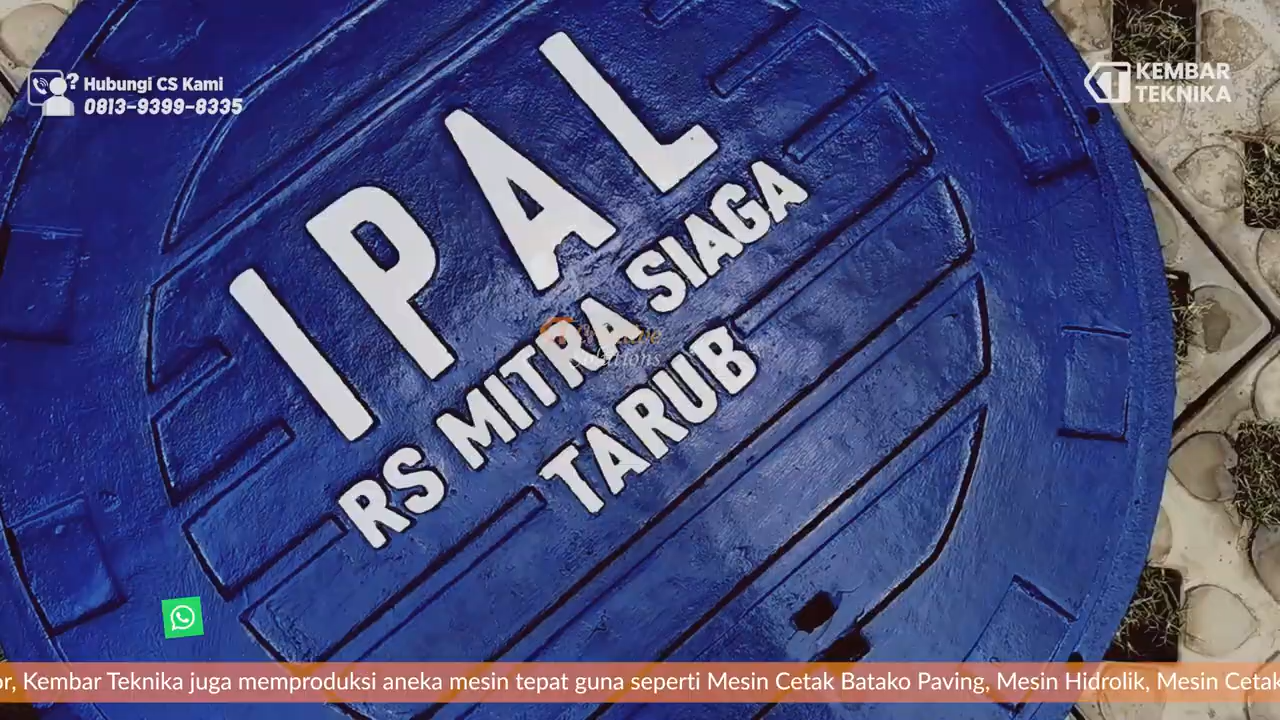 Hubungi CS Kami
0813-9399-8335
KEMBAR
TEKNIKA
IPAL
RS MITRA SIAGA
TARUB
or, Kembar Teknika juga memproduksi aneka mesin tepat guna seperti Mesin Cetak Batako Paving, Mesin Hidrolik, Mesin Cetak